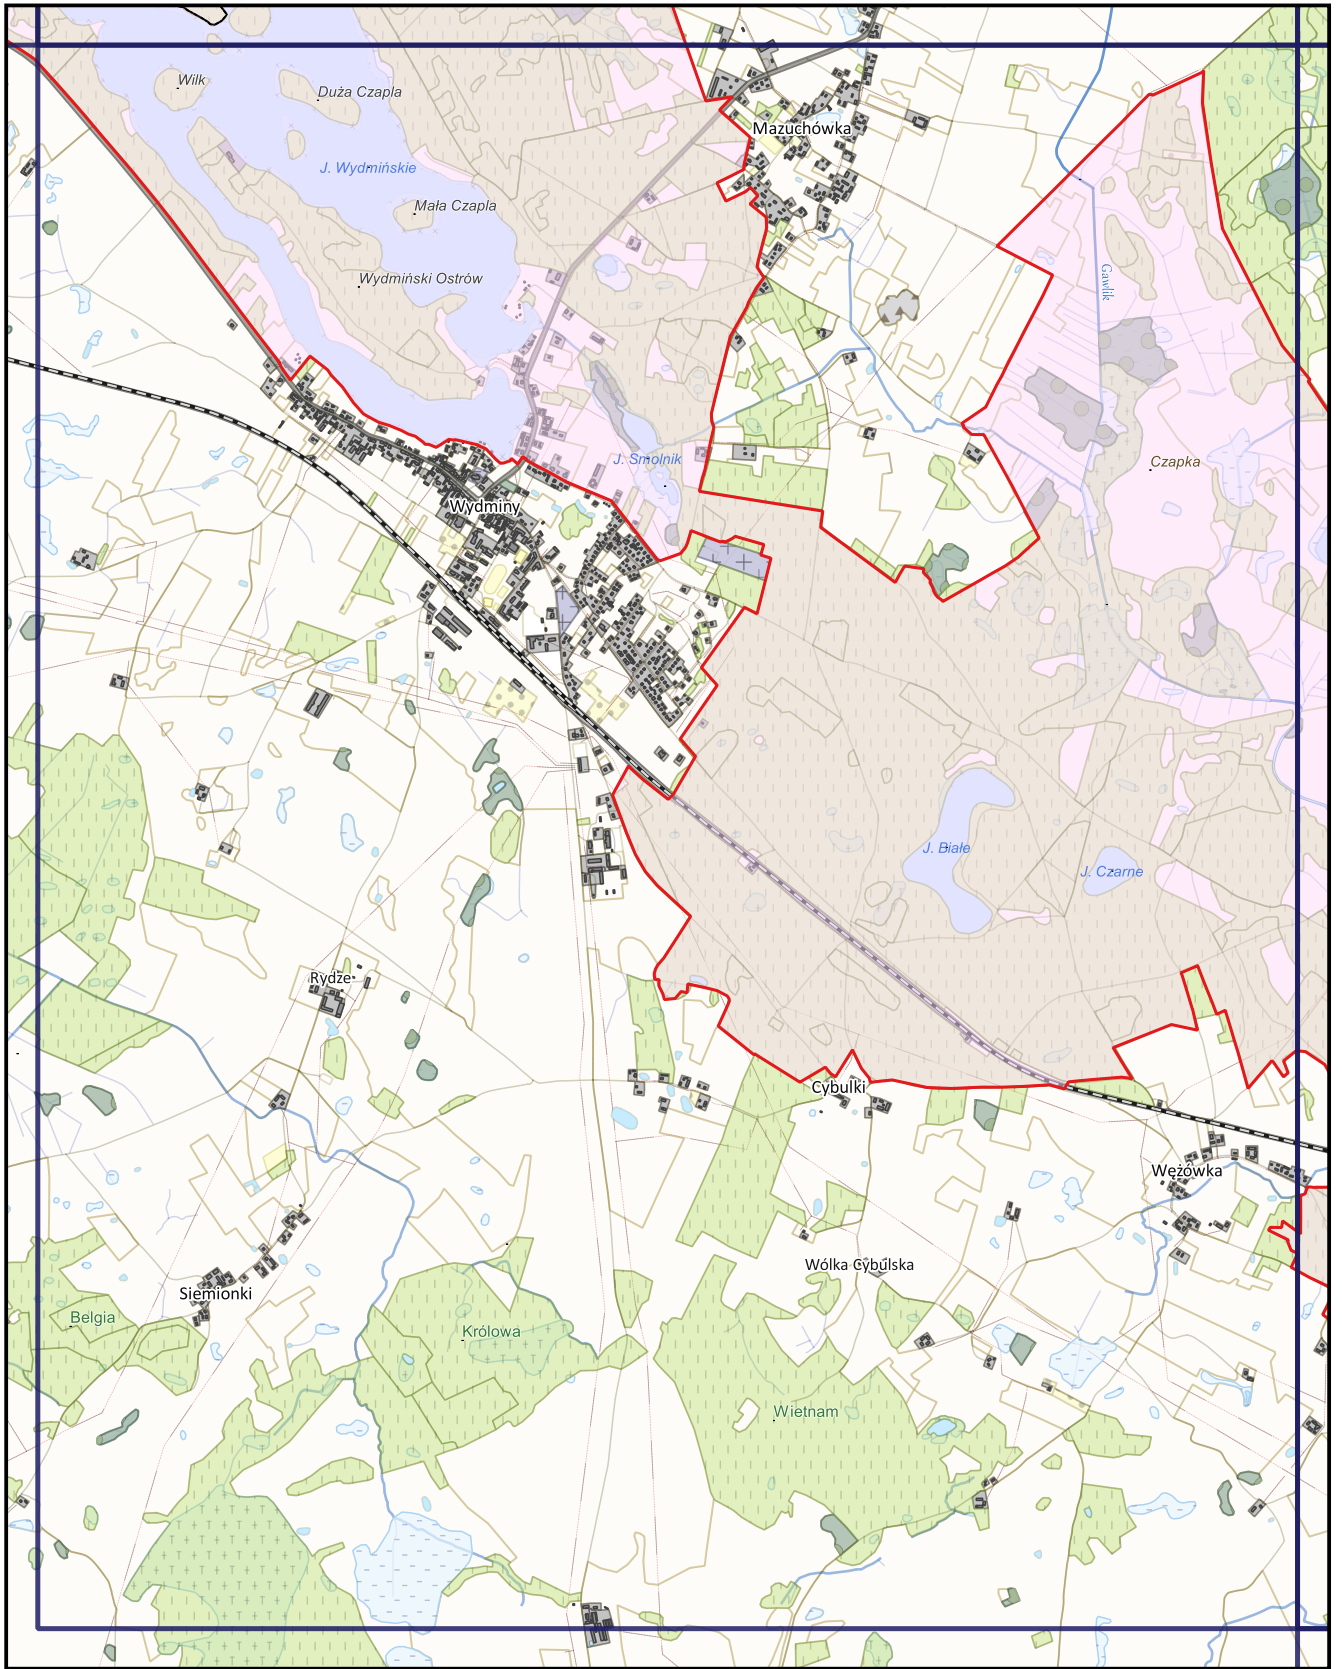 Wilk
Duża Czapla
Mazuchówka
J. Wydmińskie
Mała Czapla
Wydmiński Ostrów
Gawlik
J. Smolnik
Czapka
Wydminy
J. Białe
J. Czarne
Rydze
Cybulki
Wężówka
Wólka Cybulska
Siemionki
Belgia
Królowa
Wietnam